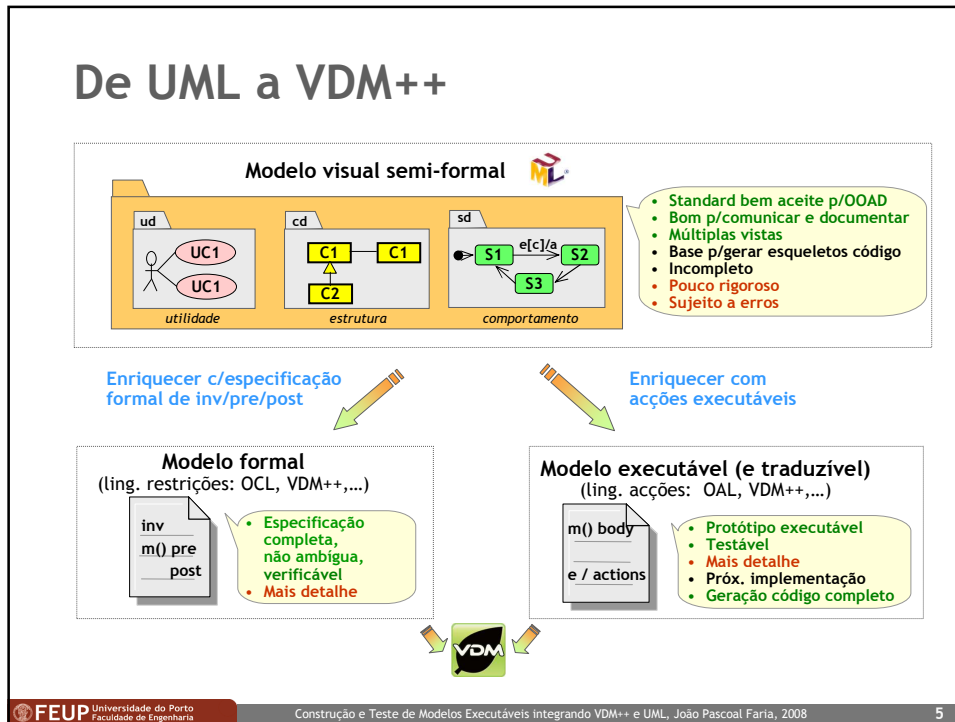 De UML a VDM++
Modelo visual semi-formal
UML
ud
UC1
UC1
utilidade
cd
C1
C1
C2
estrutura
sd
e[c]/a
S1
S2
S3
comportamento
• Standard bem aceite p/OOAD
• Bom p/comunicar e documentar
• Múltiplas vistas
• Base p/gerar esqueletos código
• Incompleto
• Pouco rigoroso
• Sujeito a erros
Enriquecer c/especificação
formal de inv/pre/post
Enriquecer com
acções executáveis
Modelo formal
(ling. restrições: OCL, VDM++,…)
inv
m() pre
post
• Especificação
completa,
não ambígua,
verificável
• Mais detalhe
Modelo executável (e traduzível)
(ling. acções: OAL, VDM++,…)
m() body
e / actions
• Protótipo executável
• Testável
• Mais detalhe
• Próx. implementação
• Geração código completo
VDM
FEUP Universidade do Porto
Faculdade de Engenharia
Construção e Teste de Modelos Executáveis integrando VDM++ e UML, João Pascoal Faria, 2008
5